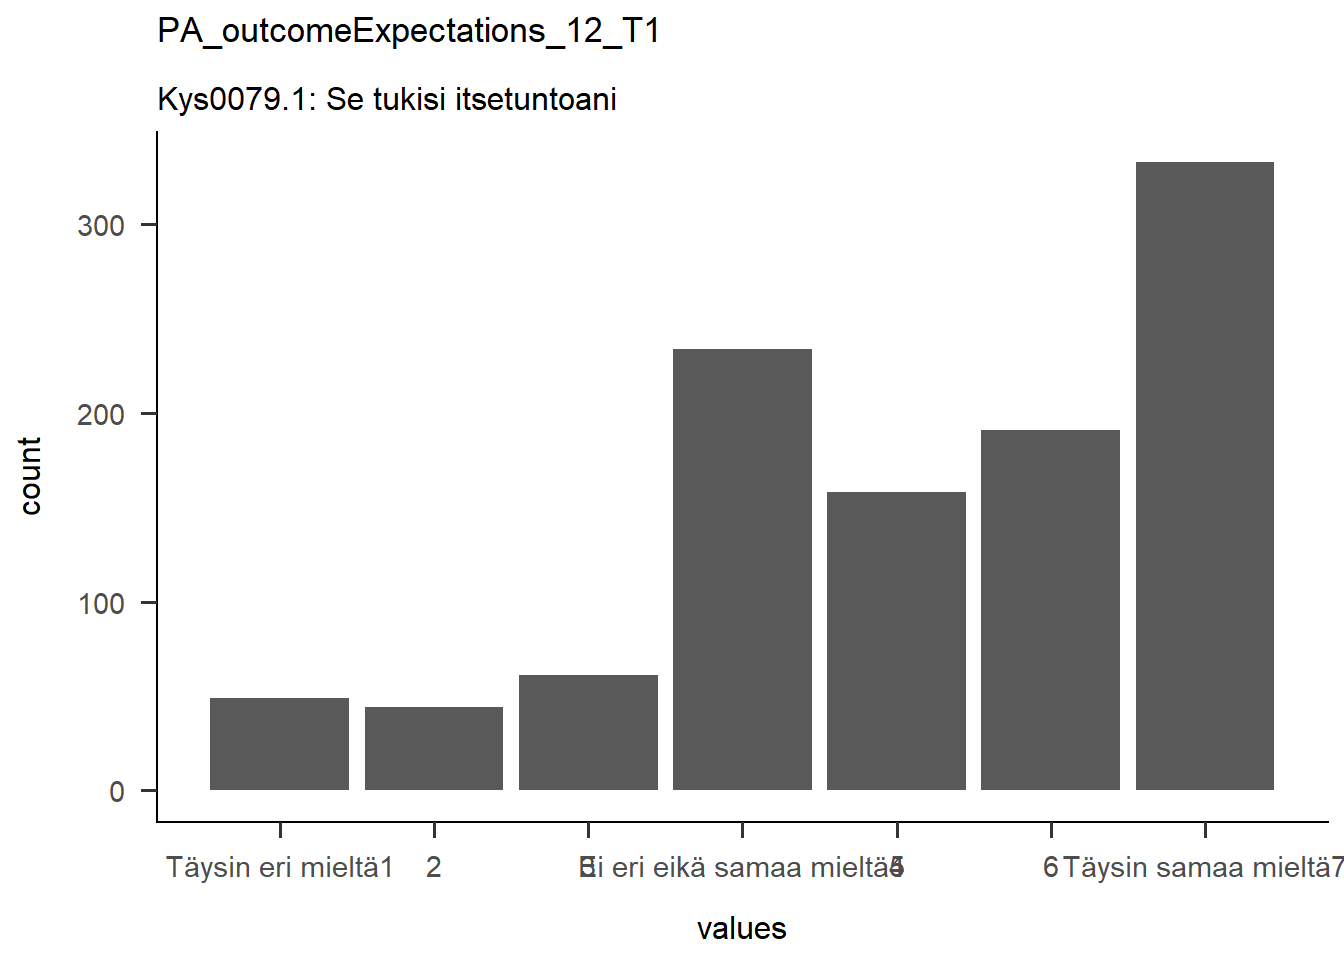 PA_outcomeExpectations_12_T1
Kys0079.1: Se tukisi itsetuntoani
300
200
100
0
count
Täysin eri mieltä1 2 3 Ei eri eikä samaa mieltä4 5 6 Täysin samaa mieltä7
values